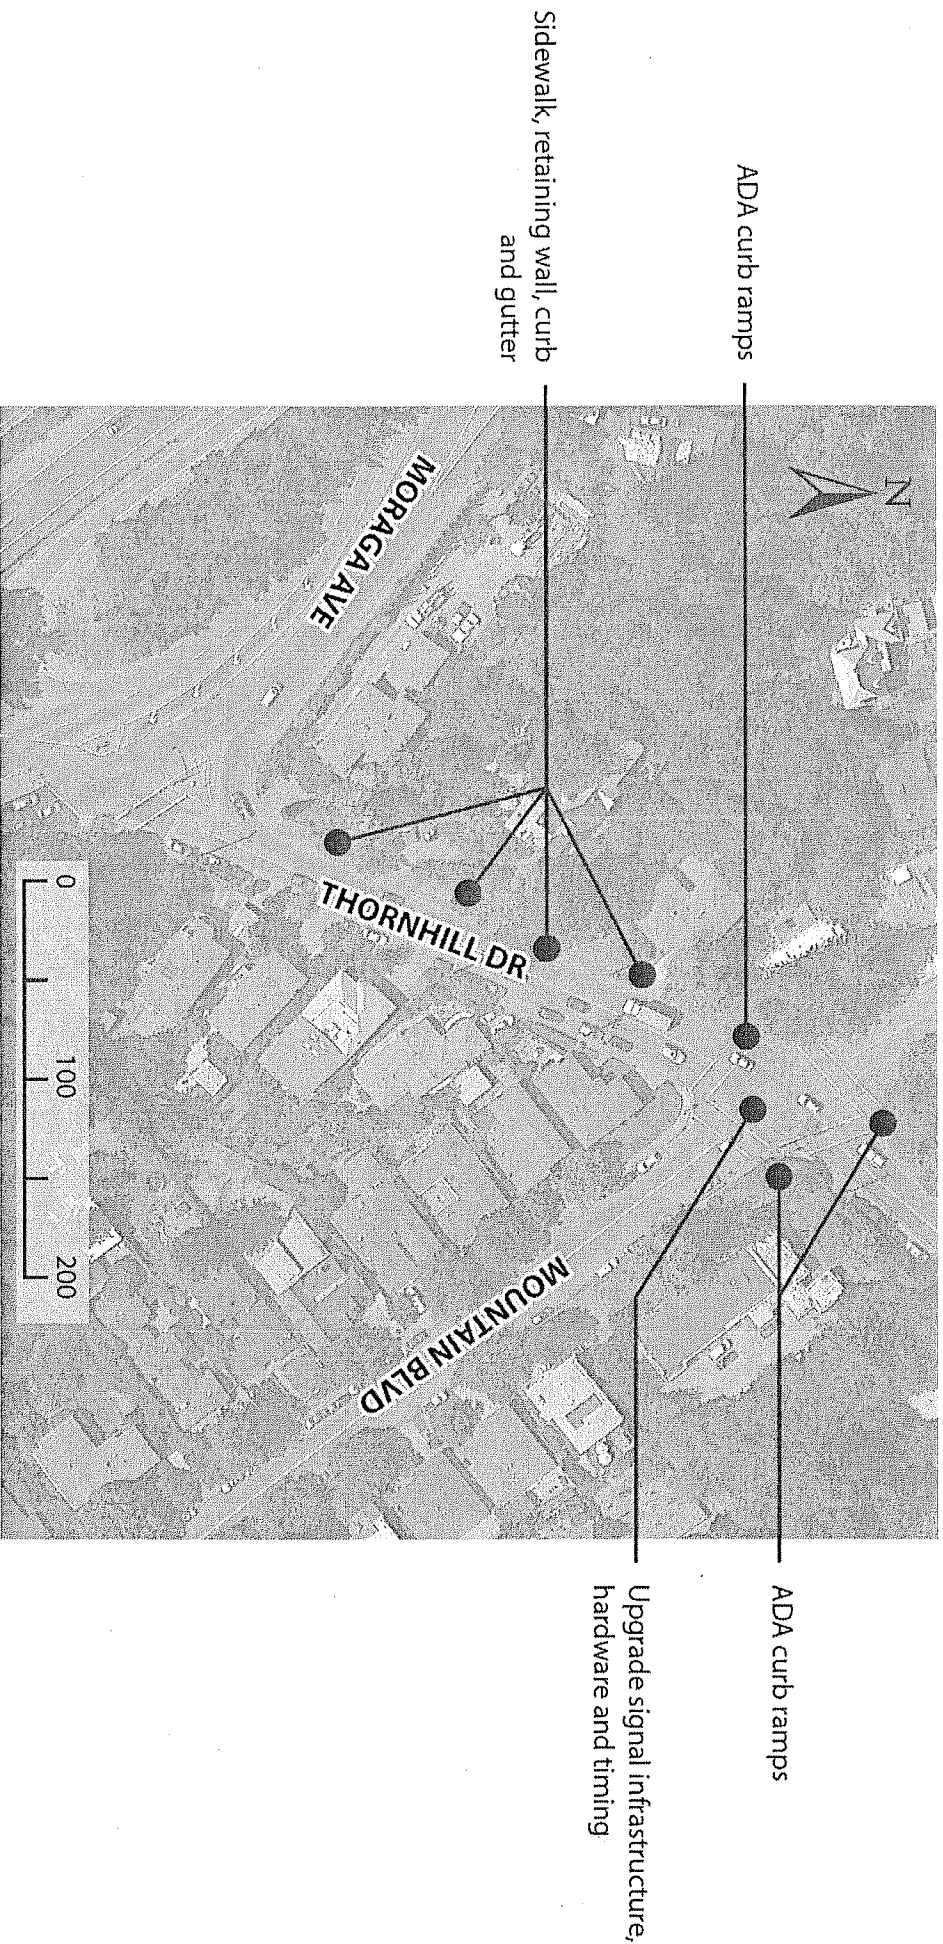 Sidewalk, retaining wall, curb
and gutter
ADA curb ramps
N
MORAGA AVE
THORNHILL DR
MOUNTAIN BLVD
0
100
200
ADA curb ramps
Upgrade signal infrastructure,
hardware and timing